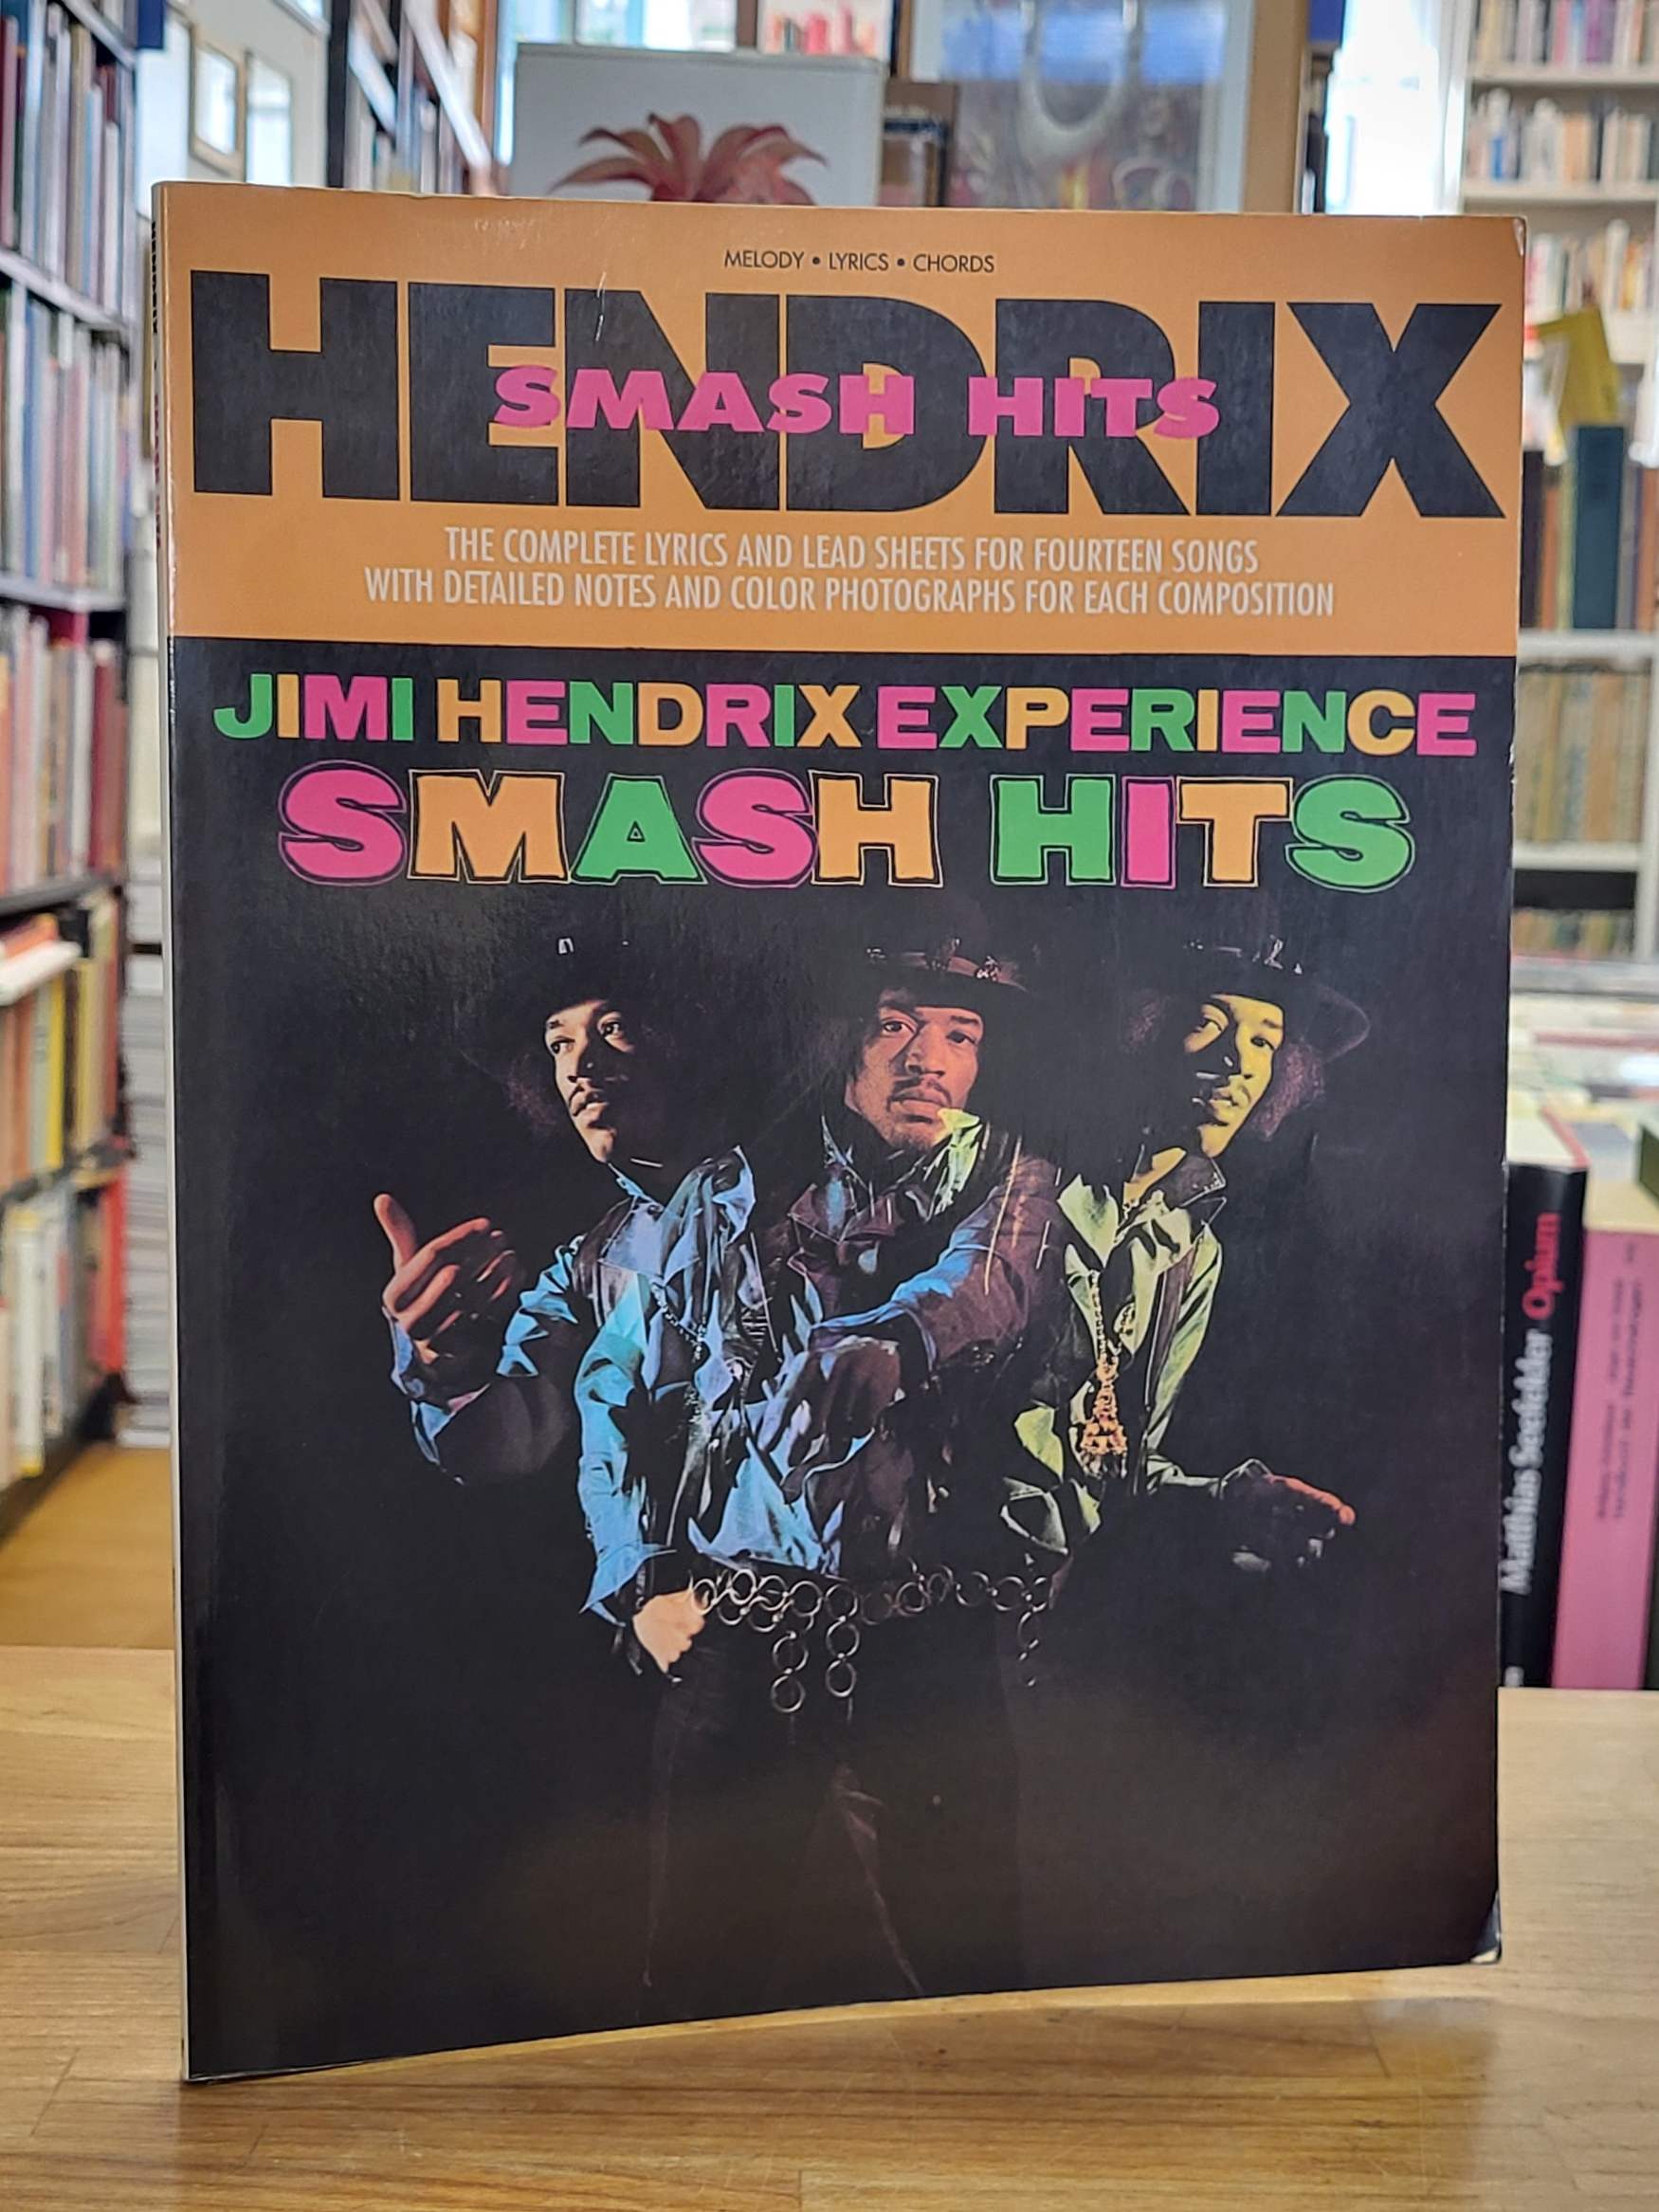 MELODY • LYRICS • CHORDS
HENDRIX
SMASH HITS
THE COMPLETE LYRICS AND LEAD SHEETS FOR FOURTEEN SONGS
WITH DETAILED NOTES AND COLOR PHOTOGRAPHS FOR EACH COMPOSITION
JIMI HENDRIX EXPERIENCE
SMASH HITS
Matthias Seefelder Opium